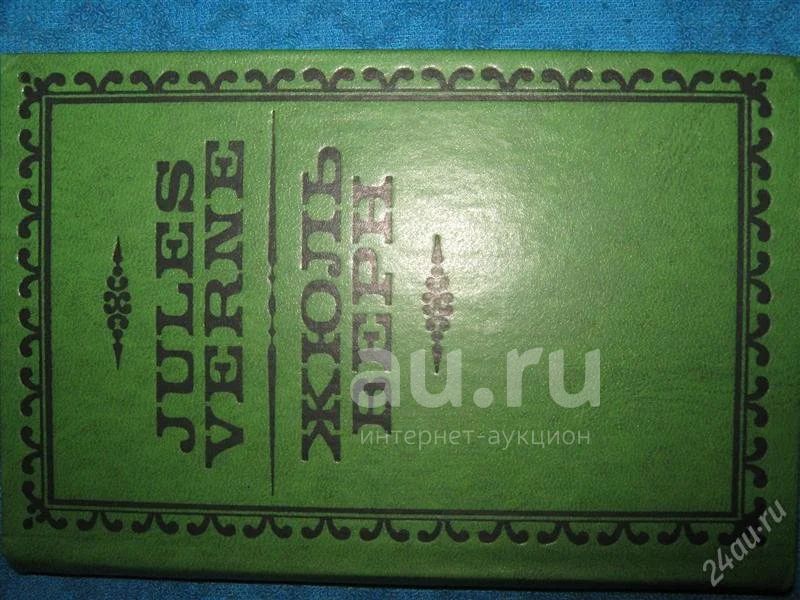 JULES
VERNE
ЖЮЛЬ
ВЕРН
au.ru
интернет-аукцион
24au.ru